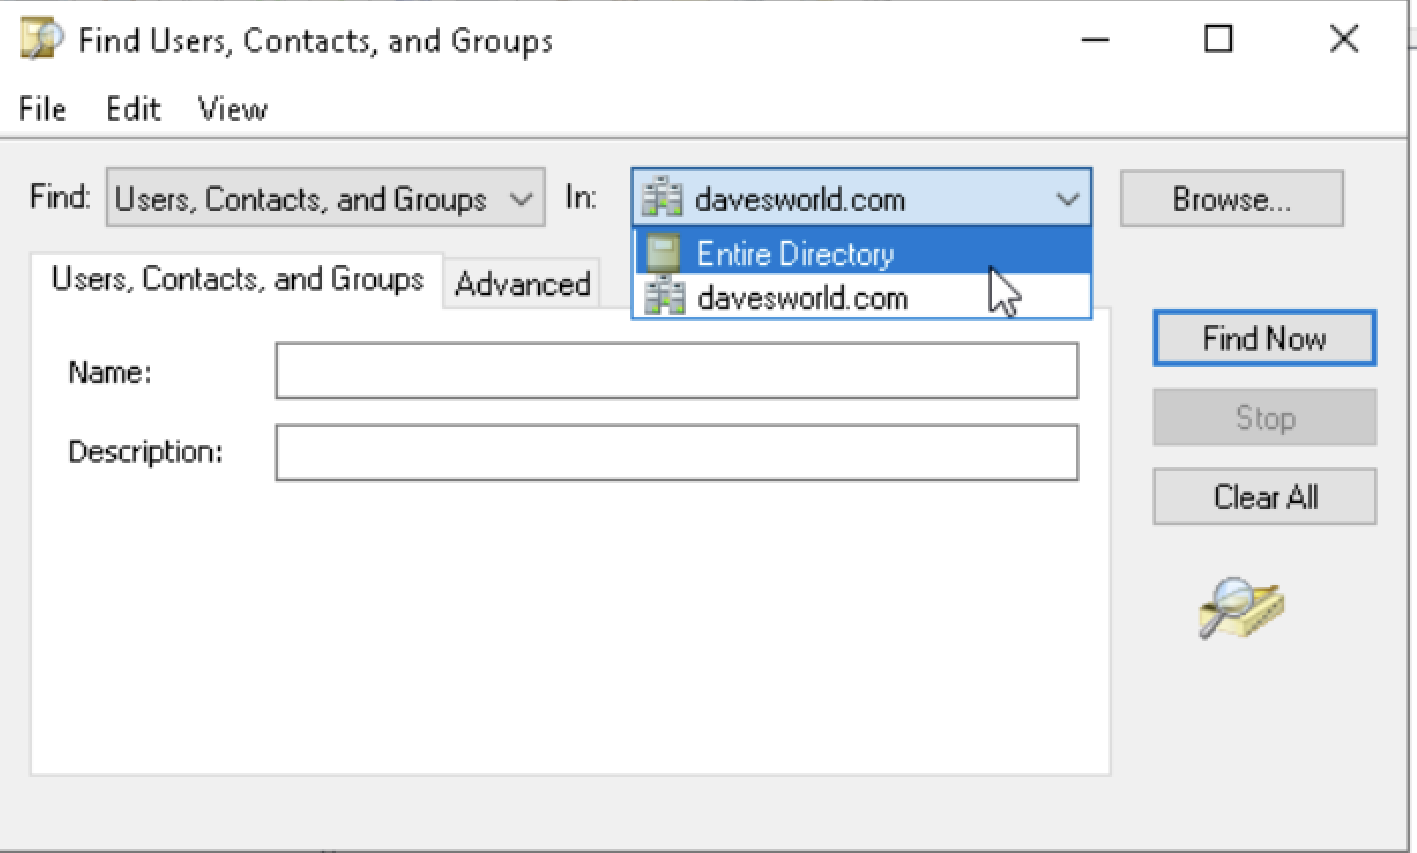 Find Users, Contacts, and Groups
File Edit View
Find: Users, Contacts, and Groups In: davesworld.com Browse...
Entire Directory
davesworld.com
Users, Contacts, and Groups Advanced
Name:
Description:
Find Now
Stop
Clear All